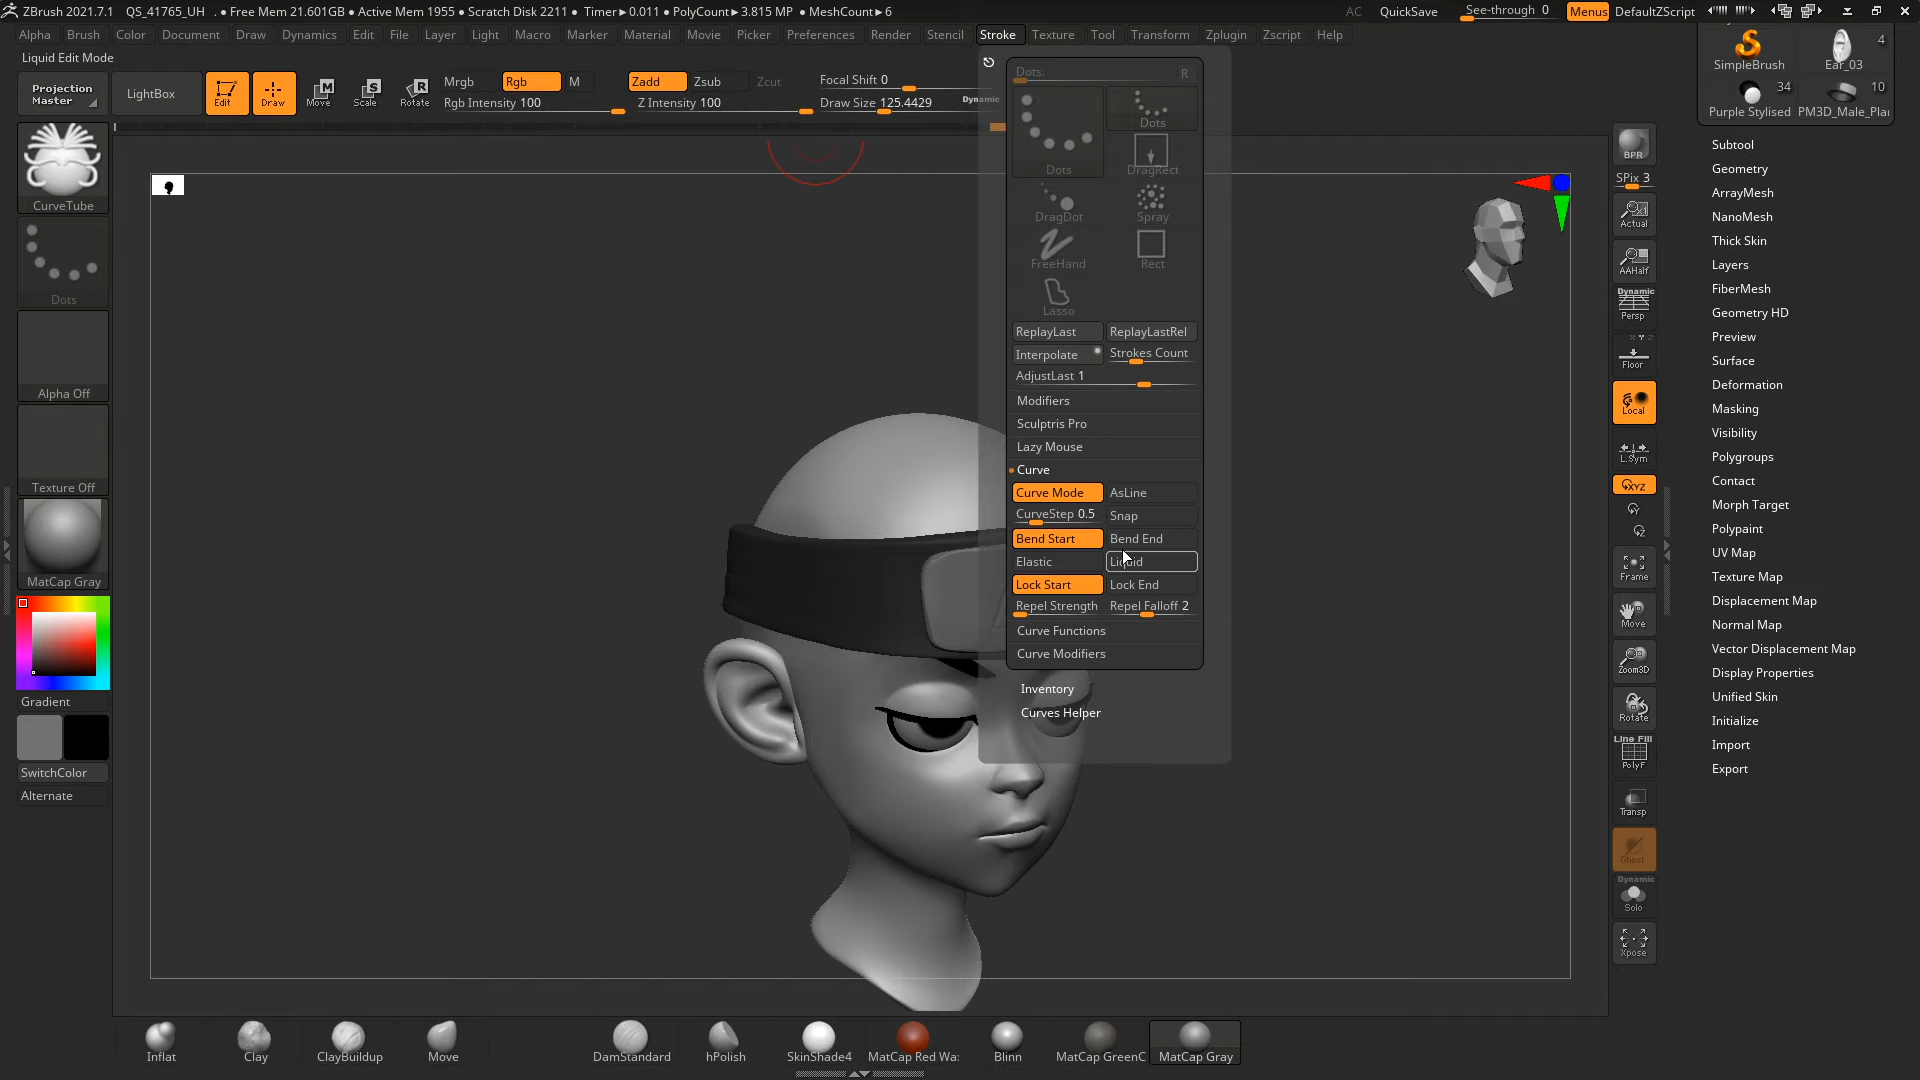 ZBrush 2021.7.1 QS_41765_UH . • Free Mem 21.601GB • Active Mem 1955 • Scratch Disk 2211 • Timer▸0.011 • PolyCount▸3.815 MP • MeshCount▸6 AC QuickSave See-through 0 Menus DefaultZScript
Alpha Brush Color Document Draw Dynamics Edit File Layer Light Macro Marker Material Movie Picker Preferences Render Stencil Stroke Texture Tool Transform Zplugin Zscript Help
Liquid Edit Mode
Projection Master
LightBox
Edit
Draw
Move
Scale
Rotate
Mrgb Rgb M
Rgb Intensity 100
Zadd Zsub Zcut
Z Intensity 100
Focal Shift 0
Draw Size 125.4429
Dynamic
CurveTube
Dots
Alpha Off
Texture Off
MatCap Gray
Gradient
SwitchColor
Alternate
Dots. R
Dots
Dots
DragRect
DragDot
Spray
FreeHand
Rect
Lasso
ReplayLast ReplayLastRel
Interpolate Strokes Count
AdjustLast 1
Modifiers
Sculptris Pro
Lazy Mouse
Curve
Curve Mode AsLine
CurveStep 0.5 Snap
Bend Start Bend End
Elastic Liquid
Lock Start Lock End
Repel Strength Repel Falloff 2
Curve Functions
Curve Modifiers
Inventory
Curves Helper
BPR
SPix 3
Actual
AAHalf
Dynamic
Persp
Floor
Local
L.Sym
XYZ
Frame
Move
Zoom3D
Rotate
Line Fill
PolyF
Transp
Ghost
Dynamic
Solo
Xpose
SimpleBrush
4
Ear_03
34
Purple Stylised
10
PM3D_Male_Plai
Subtool
Geometry
ArrayMesh
NanoMesh
Thick Skin
Layers
FiberMesh
Geometry HD
Preview
Surface
Deformation
Masking
Visibility
Polygroups
Contact
Morph Target
Polypaint
UV Map
Texture Map
Displacement Map
Normal Map
Vector Displacement Map
Display Properties
Unified Skin
Initialize
Import
Export
Inflat Clay ClayBuildup Move DamStandard hPolish SkinShade4 MatCap Red Wa: Blinn MatCap GreenC MatCap Gray